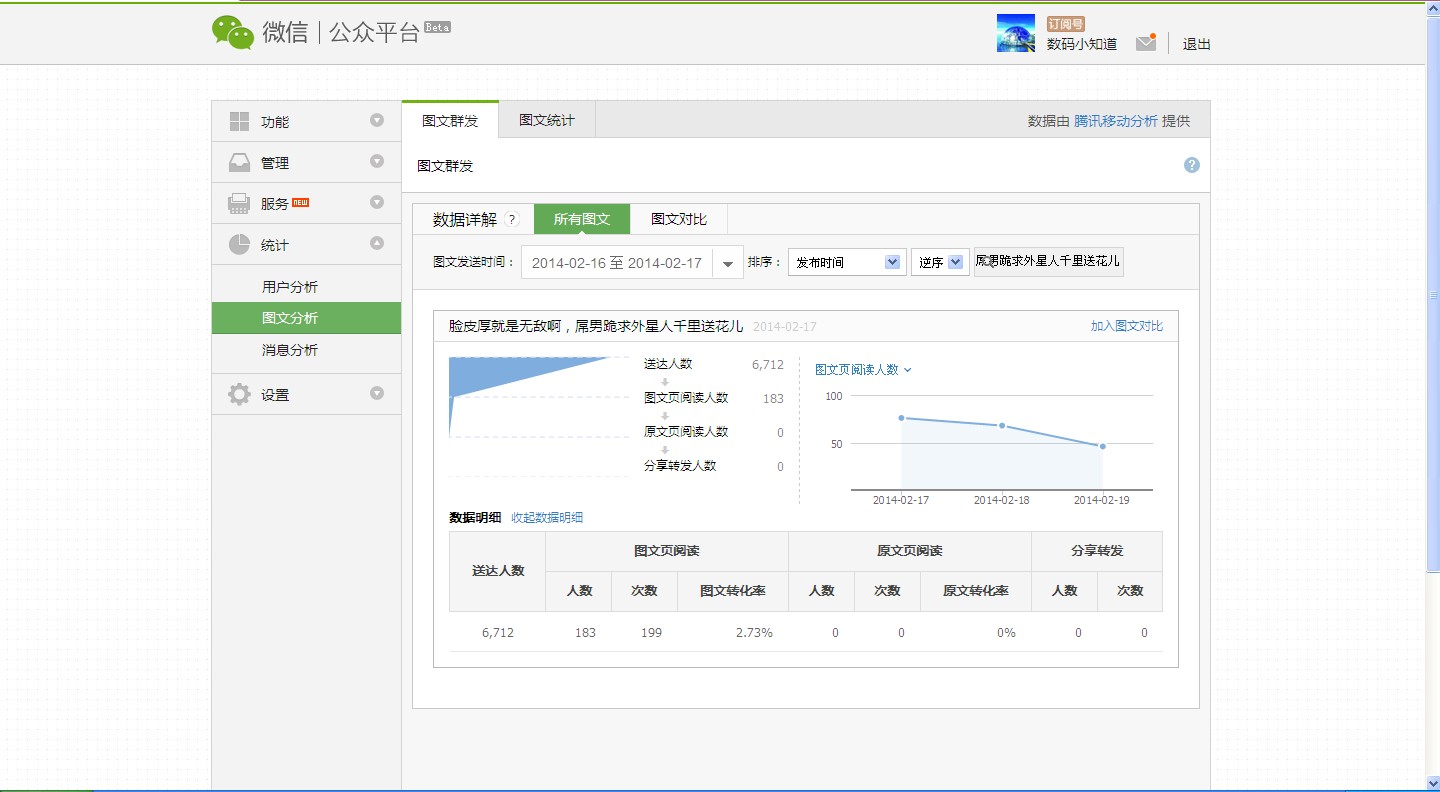 微信 | 公众平台 Beta
订阅号
数码小知道 退出
功能
管理
服务 NEW
统计
用户分析
图文分析
消息分析
设置
图文群发 图文统计 数据由 腾讯移动分析 提供
图文群发 ?
数据详解 ? 所有图文 图文对比
图文发送时间: 2014-02-16 至 2014-02-17 排序: 发布时间 逆序 屌男跪求外星人千里送花儿
脸皮厚就是无敌啊,屌男跪求外星人千里送花儿 2014-02-17 加入图文对比
送达人数 6,712
图文页阅读人数 183
原文页阅读人数 0
分享转发人数 0
图文页阅读人数
100
50
2014-02-17 2014-02-18 2014-02-19
数据明细 收起数据明细
送达人数 图文页阅读 原文页阅读 分享转发
人数 次数 图文转化率 人数 次数 原文转化率 人数 次数
6,712 183 199 2.73% 0 0 0% 0 0